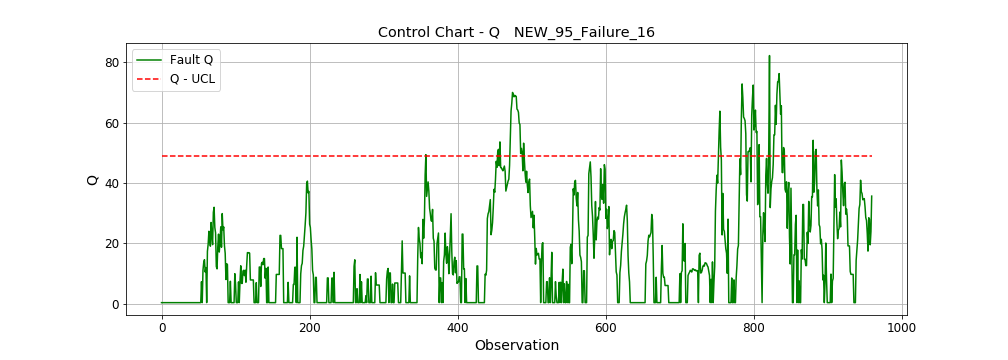 Control Chart - Q   NEW_95_Failure_16
Fault Q
Q - UCL
80
60
40
20
0
Q
0 200 400 600 800 1000
Observation